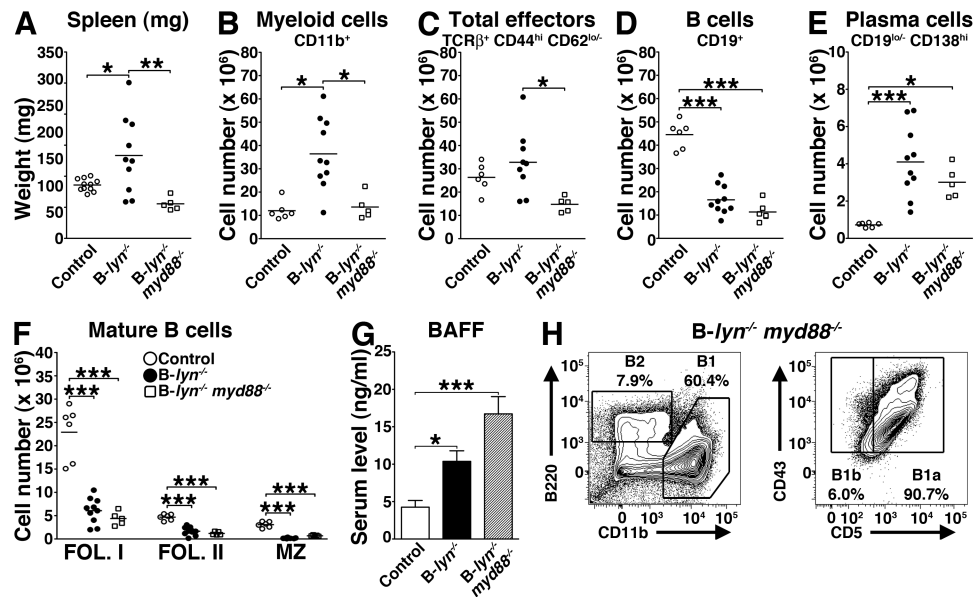 A Spleen (mg)
Weight (mg)
350
300
200
150
100
50
0
* **
Control
B-lyn-/-
B-lyn-/- myd88-/-
B Myeloid cells
CD11b+
Cell number (x 10⁶)
80
70
60
50
40
30
20
10
0
* *
Control
B-lyn-/-
B-lyn-/- myd88-/-
C Total effectors
TCRβ+ CD44hi CD62lo/-
Cell number (x 10⁶)
80
70
60
50
40
30
20
10
0
*
Control
B-lyn-/-
B-lyn-/- myd88-/-
D B cells
CD19+
Cell number (x 10⁶)
80
70
60
50
40
30
20
10
0
***
***
Control
B-lyn-/-
B-lyn-/- myd88-/-
E Plasma cells
CD19lo/- CD138hi
Cell number (x 10⁶)
10
8
6
4
2
0
*
***
Control
B-lyn-/-
B-lyn-/- myd88-/-
F Mature B cells
Cell number (x 10⁶)
40
35
30
25
20
15
10
5
0
Control
B-lyn-/-
B-lyn-/- myd88-/-
***
***
***
***
***
***
FOL. I FOL. II MZ
G BAFF
Serum level (ng/ml)
25
20
15
10
5
0
***
*
Control
B-lyn-/-
B-lyn-/- myd88-/-
H B-lyn-/- myd88-/-
B2 B1
7.9% 60.4%
10⁵
10⁴
10³
0
B220
0 10³ 10⁴ 10⁵
CD11b
10⁵
10⁴
10³
0
CD43
B1b B1a
6.0% 90.7%
0 10² 10³ 10⁴ 10⁵
CD5